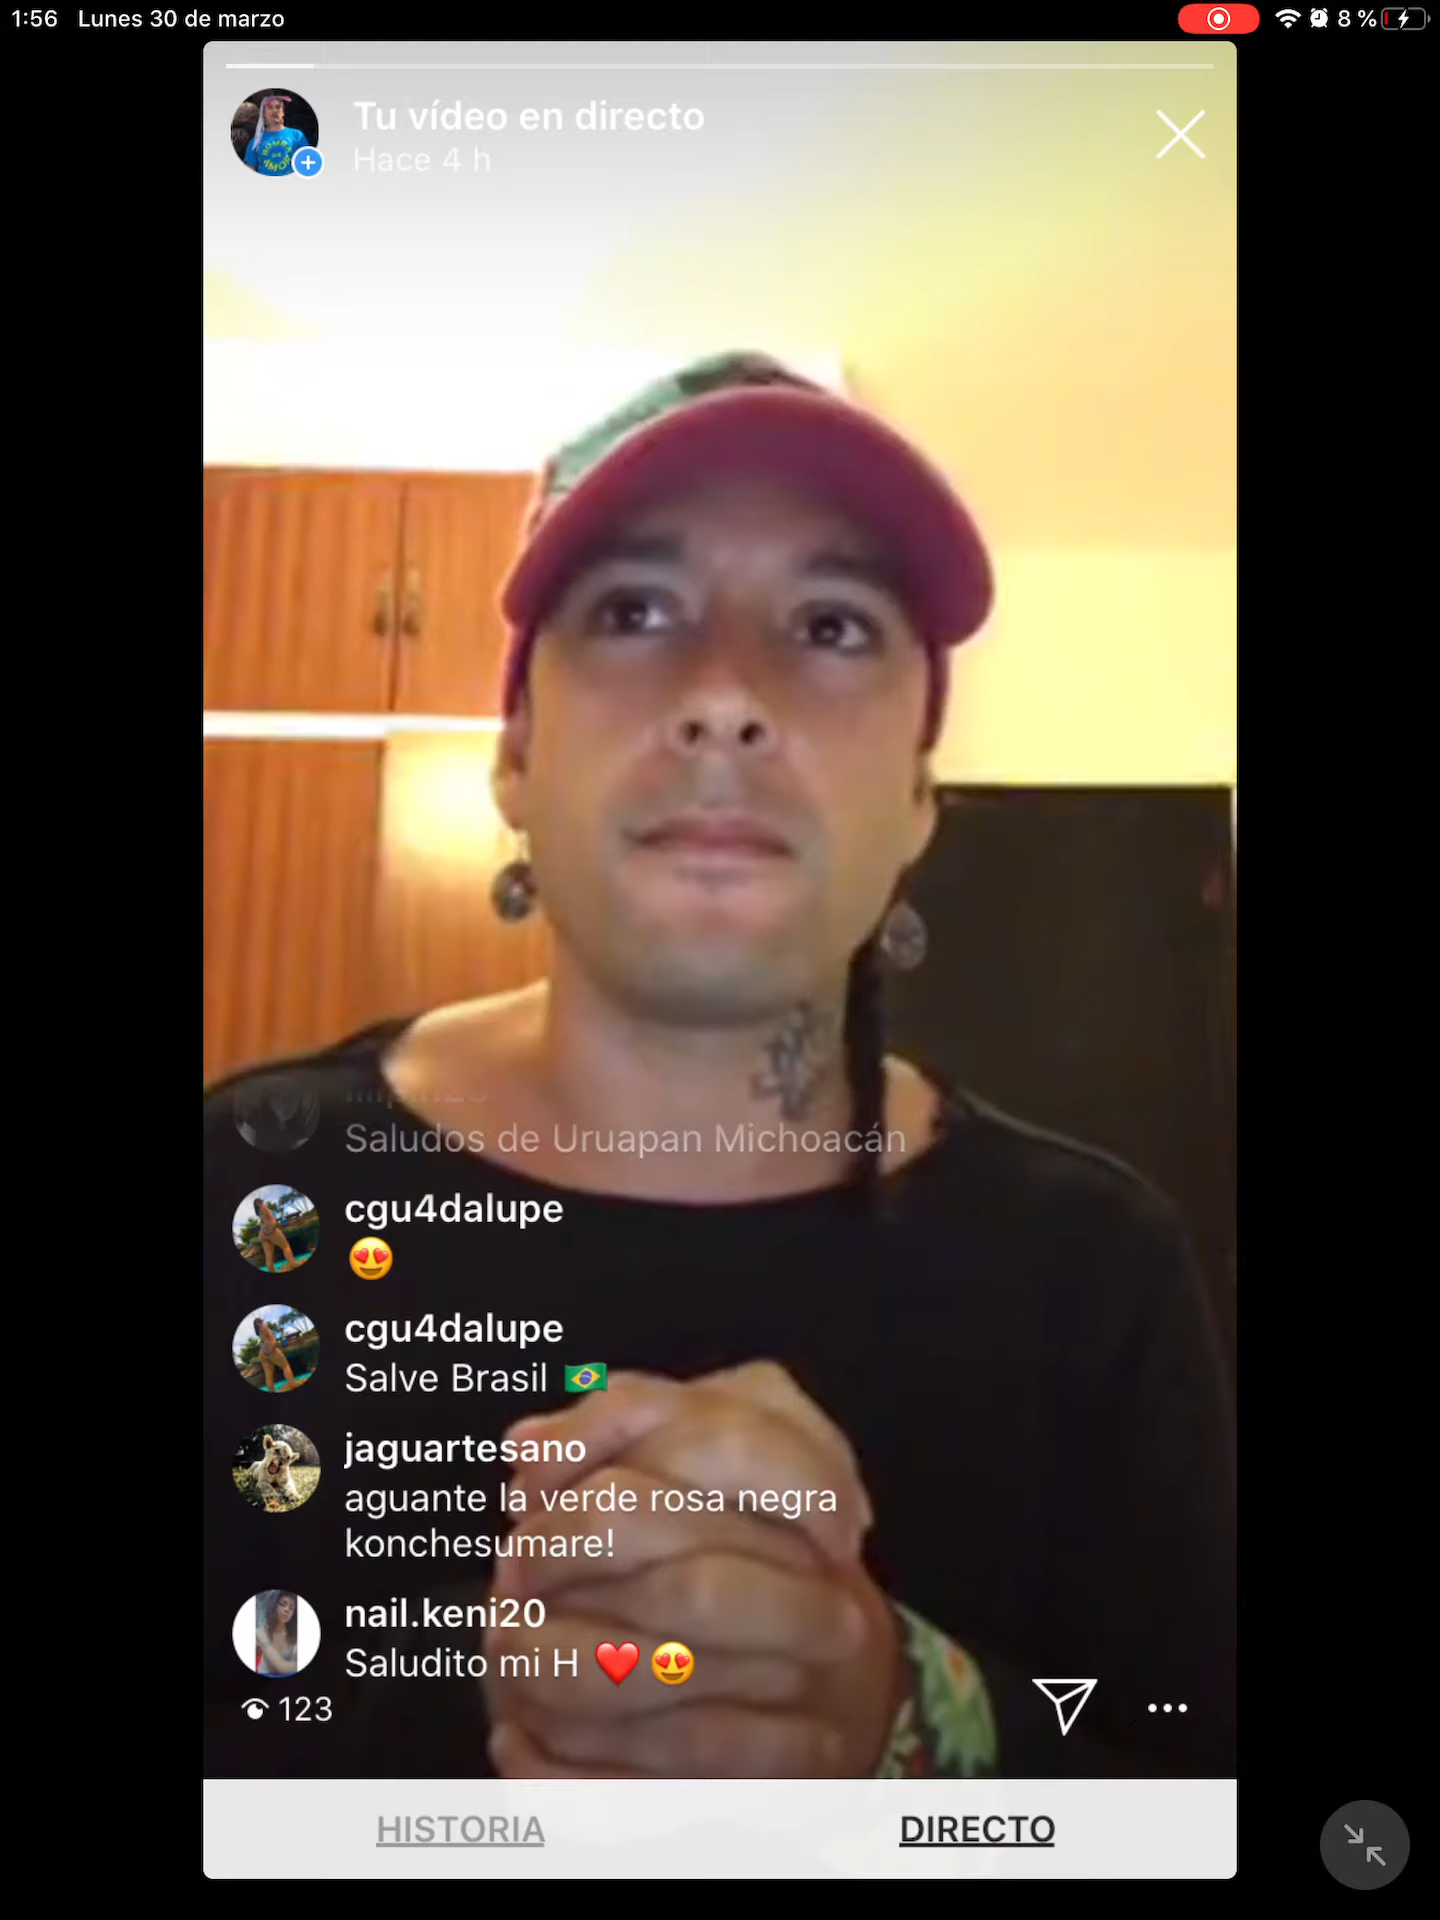 1:56 Lunes 30 de marzo
8 %
Tu vídeo en directo
Hace 4 h
Saludos de Uruapan Michoacán
cgu4dalupe
😍
cgu4dalupe
Salve Brasil 🇧🇷
jaguartesano
aguante la verde rosa negra
konchesumare!
nail.keni20
Saludito mi H ❤️ 😍
123
HISTORIA
DIRECTO